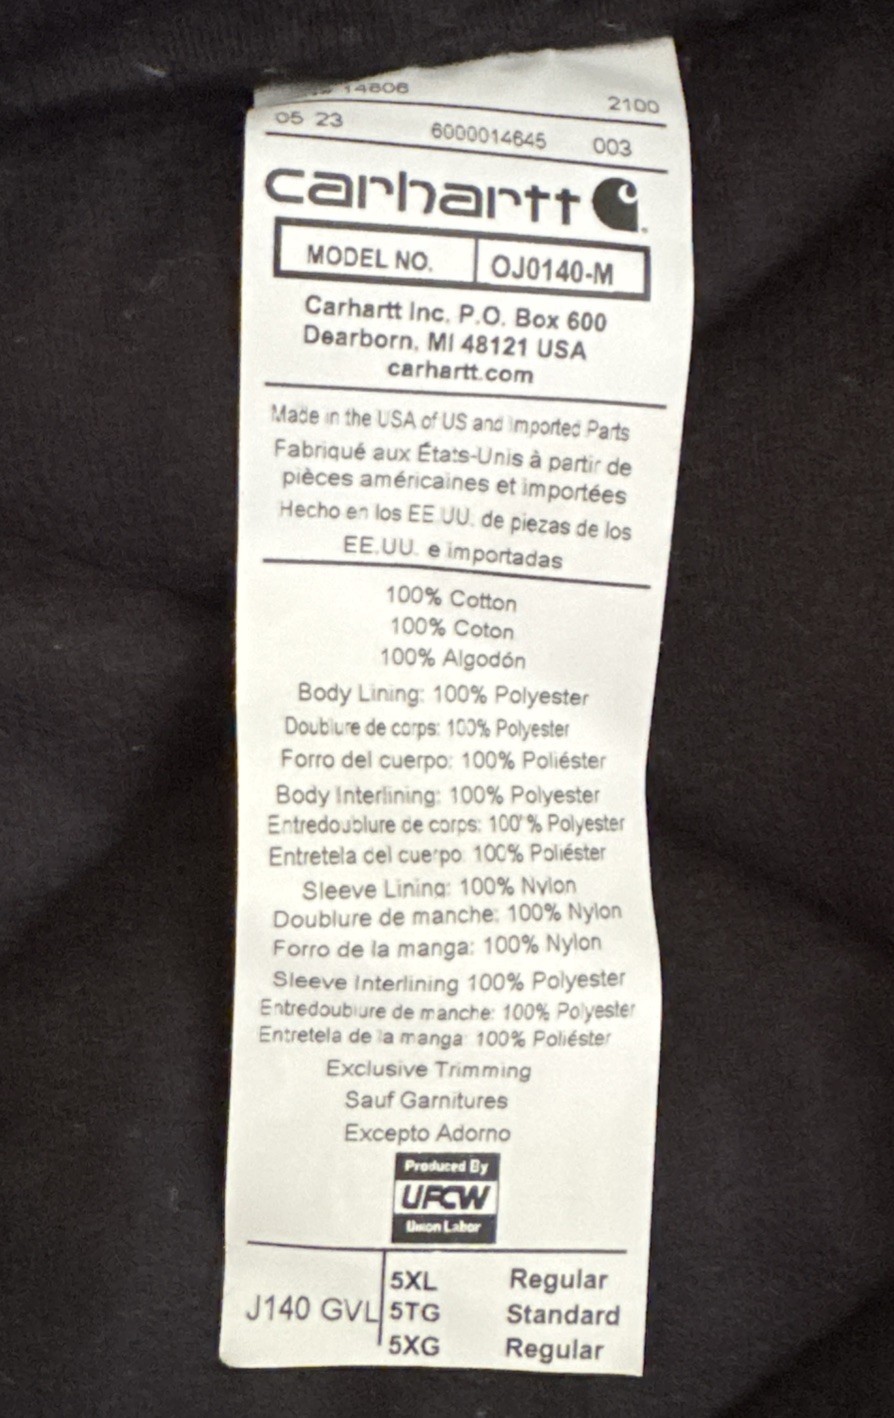 14806
2100
05 23 6000014645 003
carhartt
MODEL NO. OJ0140-M
Carhartt Inc. P.O. Box 600
Dearborn, MI 48121 USA
carhartt.com
Made in the USA of US and Imported Parts
Fabriqué aux États-Unis à partir de
pièces américaines et importées
Hecho en los EE.UU. de piezas de los
EE.UU. e importadas
100% Cotton
100% Coton
100% Algodón
Body Lining: 100% Polyester
Doublure de corps: 100% Polyester
Forro del cuerpo: 100% Poliéster
Body Interlining: 100% Polyester
Entredoublure de corps: 100% Polyester
Entretela del cuerpo: 100% Poliéster
Sleeve Lining: 100% Nylon
Doublure de manche: 100% Nylon
Forro de la manga: 100% Nylon
Sleeve Interlining 100% Polyester
Entredoublure de manche: 100% Polyester
Entretela de la manga: 100% Poliéster
Exclusive Trimming
Sauf Garnitures
Excepto Adorno
Produced By
UFCW
Union Labor
J140 GVL
5XL Regular
5TG Standard
5XG Regular